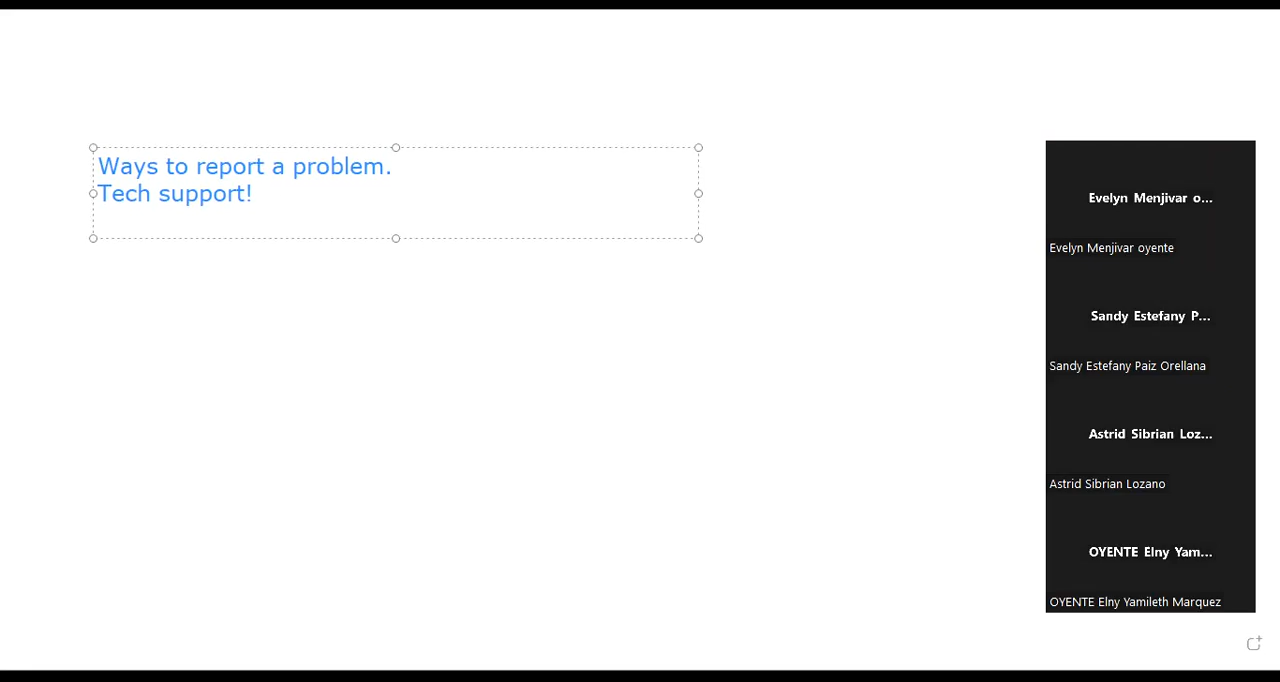 Ways to report a problem.
Tech support!
Evelyn Menjivar o...
Evelyn Menjivar oyente
Sandy Estefany P...
Sandy Estefany Paiz Orellana
Astrid Sibrian Loz...
Astrid Sibrian Lozano
OYENTE Elny Yam...
OYENTE Elny Yamileth Marquez